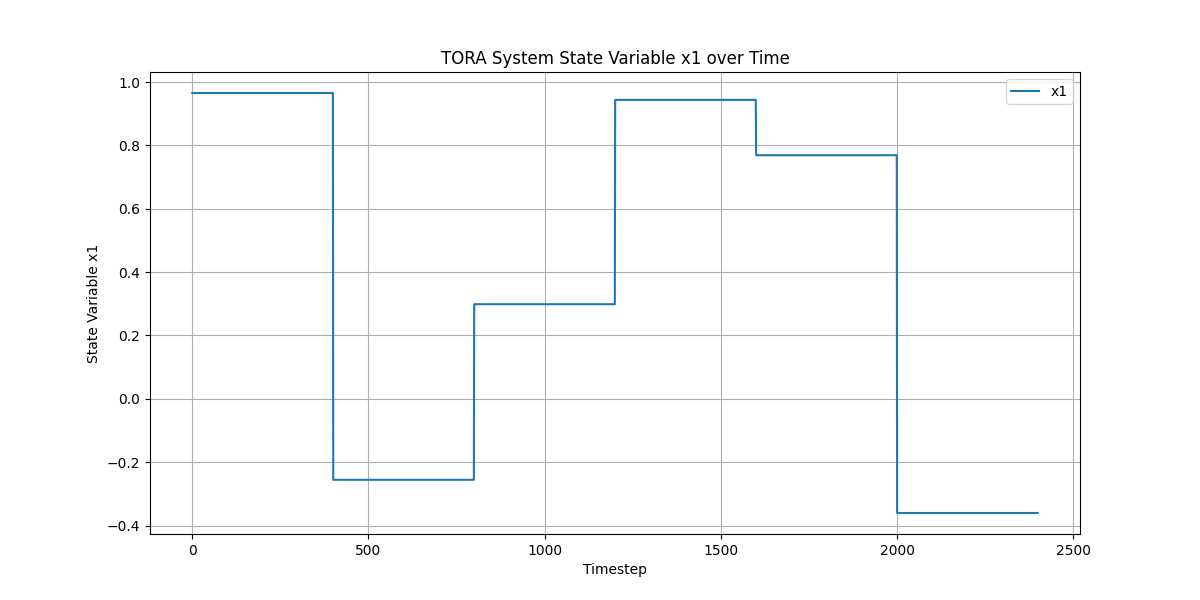 TORA System State Variable x1 over Time
x1
State Variable x1
1.0
0.8
0.6
0.4
0.2
0.0
−0.2
−0.4
0 500 1000 1500 2000 2500
Timestep